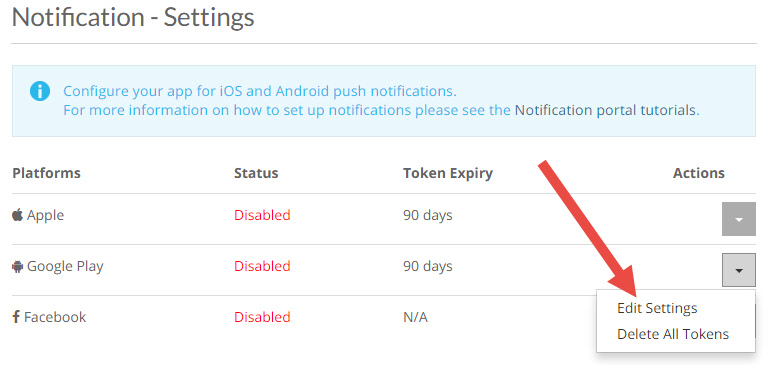 Notification - Settings
Configure your app for iOS and Android push notifications.
For more information on how to set up notifications please see the Notification portal tutorials.
Platforms Status Token Expiry Actions
Apple Disabled 90 days
Google Play Disabled 90 days
Edit Settings
Facebook Disabled N/A
Delete All Tokens